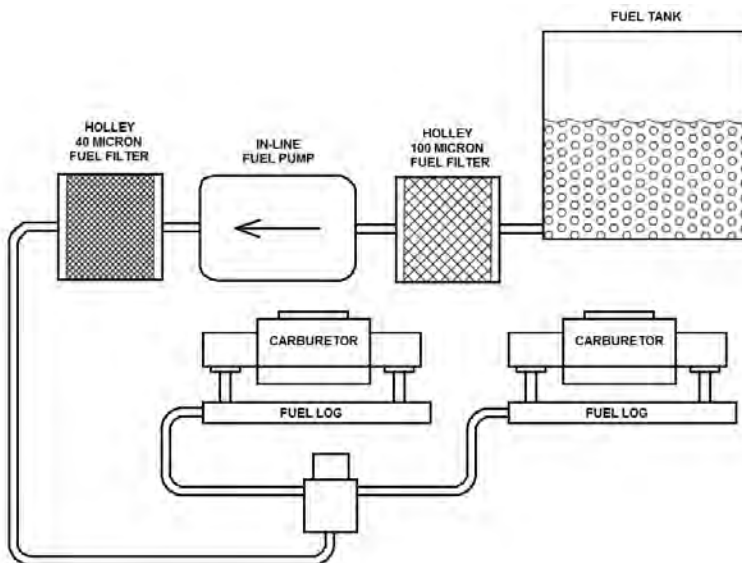 FUEL TANK
HOLLEY
40 MICRON
FUEL FILTER
IN-LINE
FUEL PUMP
HOLLEY
100 MICRON
FUEL FILTER
CARBURETOR
CARBURETOR
FUEL LOG
FUEL LOG